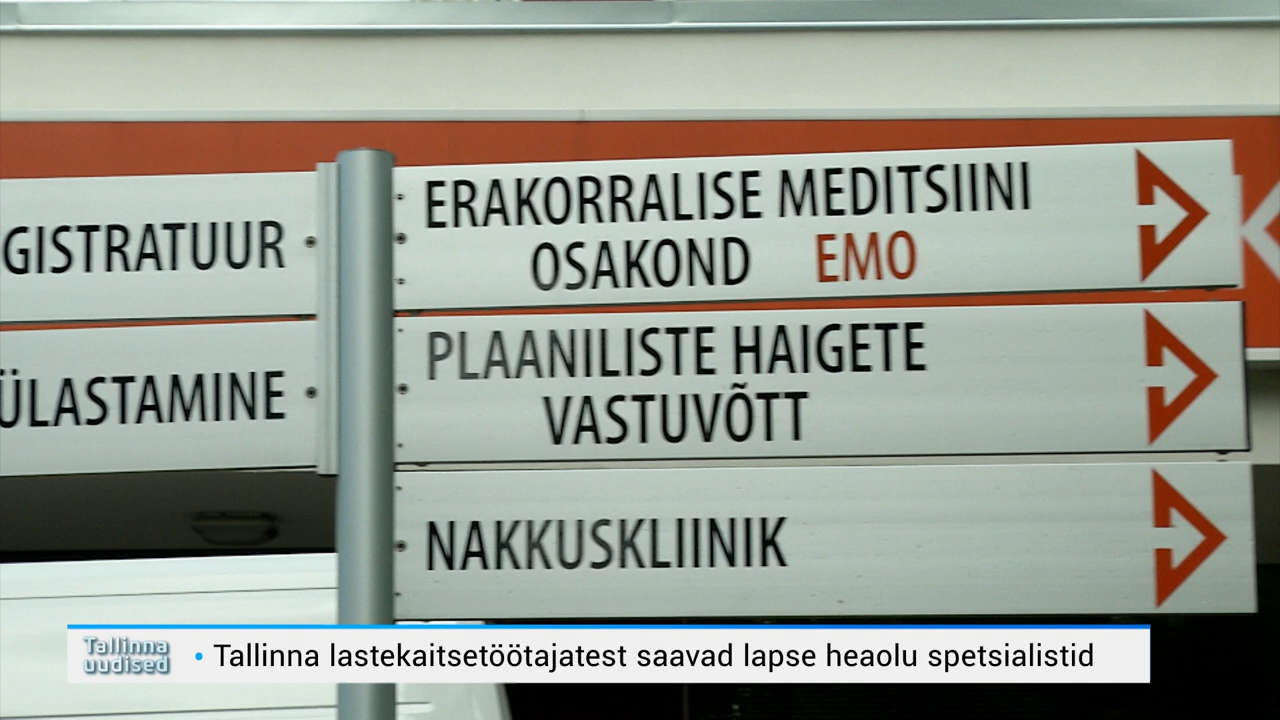 ERAKORRALISE MEDITSIINI
OSAKOND EMO
PLAANILISTE HAIGETE
VASTUVÕTT
NAKKUSKLIINIK
GISTRATUUR
ÜLASTAMINE
Tallinna
uudised
• Tallinna lastekaitsetöötajatest saavad lapse heaolu spetsialistid